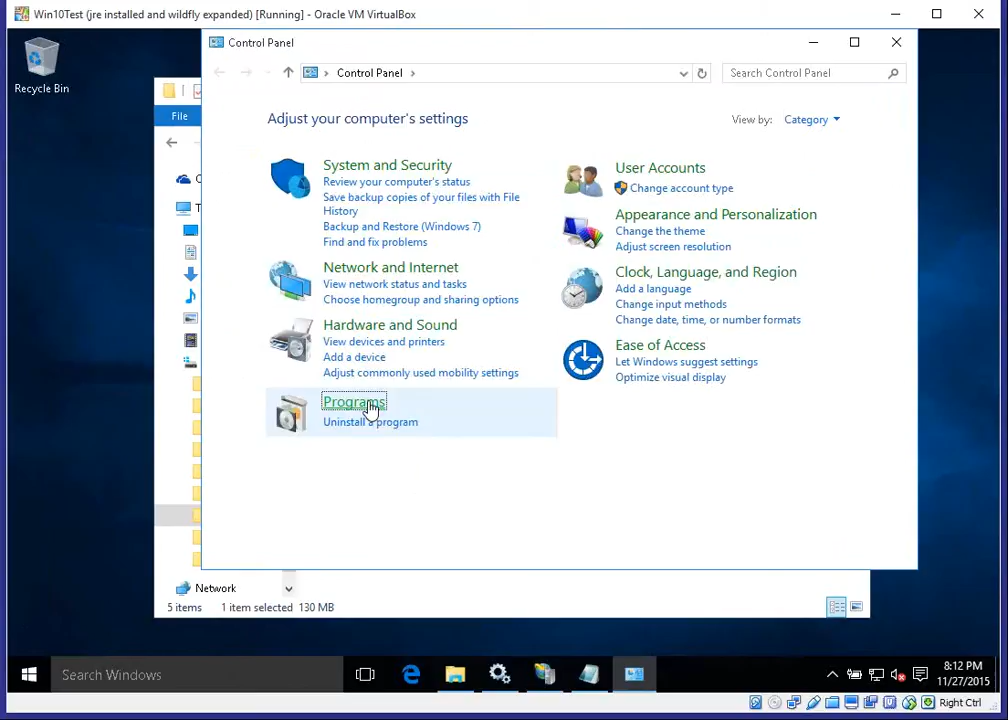 Win10Test (jre installed and wildfly expanded) [Running] - Oracle VM VirtualBox
Recycle Bin
Control Panel
Control Panel
Search Control Panel
File
Adjust your computer's settings
View by: Category
System and Security
Review your computer's status
Save backup copies of your files with File
History
Backup and Restore (Windows 7)
Find and fix problems
Network and Internet
View network status and tasks
Choose homegroup and sharing options
Hardware and Sound
View devices and printers
Add a device
Adjust commonly used mobility settings
Programs
Uninstall a program
User Accounts
Change account type
Appearance and Personalization
Change the theme
Adjust screen resolution
Clock, Language, and Region
Add a language
Change input methods
Change date, time, or number formats
Ease of Access
Let Windows suggest settings
Optimize visual display
Network
5 items 1 item selected 130 MB
Search Windows
8:12 PM
11/27/2015
Right Ctrl